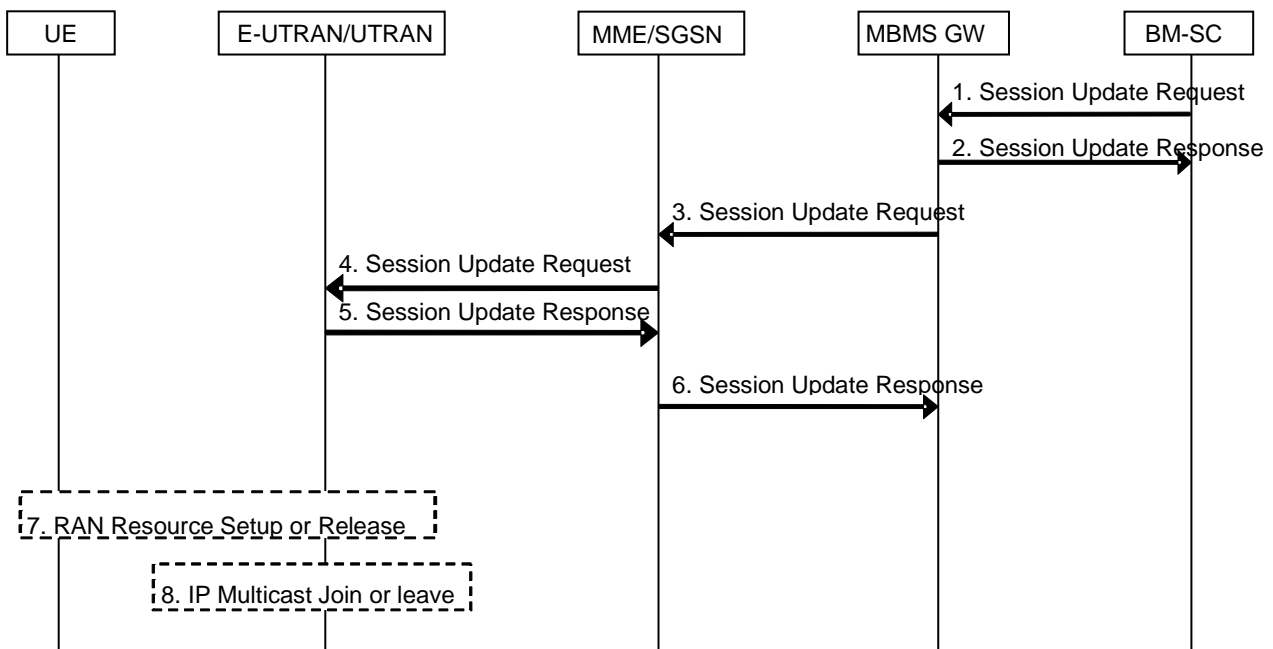 UE
E-UTRAN/UTRAN
MME/SGSN
MBMS GW
BM-SC
1. Session Update Request
2. Session Update Response
3. Session Update Request
4. Session Update Request
5. Session Update Response
6. Session Update Response
7. RAN Resource Setup or Release
8. IP Multicast Join or leave